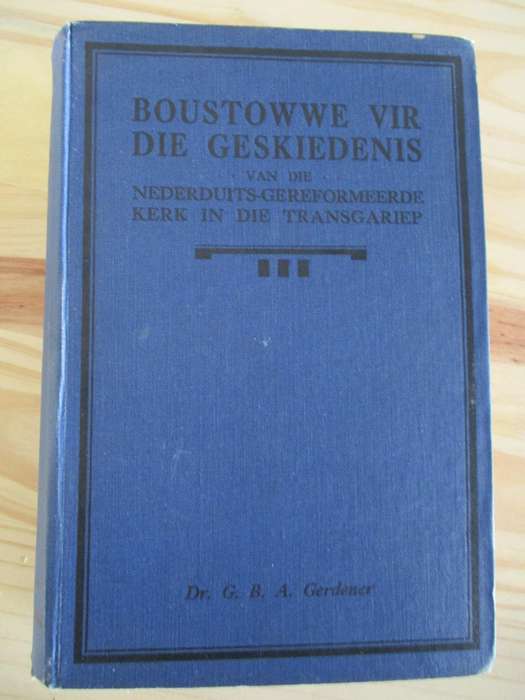 BOUSTOWWE VIR
DIE GESKIEDENIS
· VAN DIE ·
NEDERDUITS-GEREFORMEERDE
KERK IN DIE TRANSGARIEP
Dr. G. B. A. Gerdener